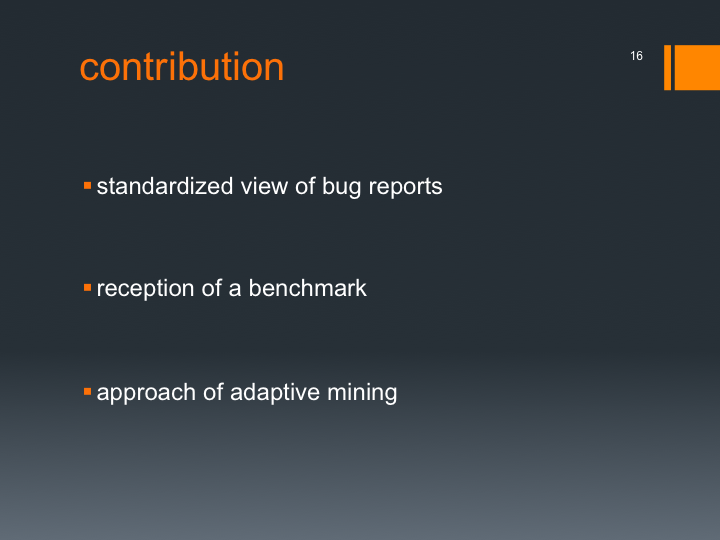 contribution
16
standardized view of bug reports
reception of a benchmark
approach of adaptive mining